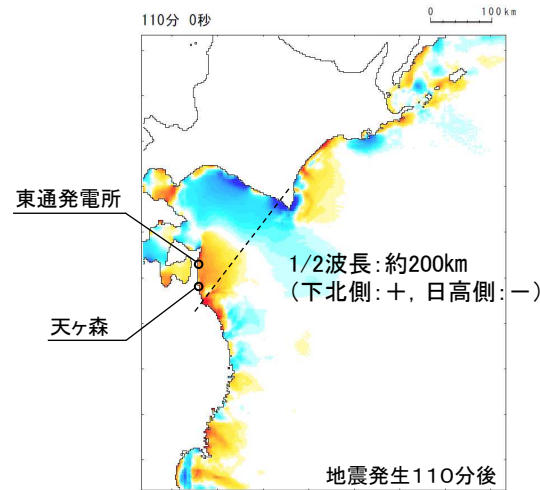 110分 0秒
0 100km
東通発電所
1/2波長:約200km
(下北側:+, 日高側:-)
天ヶ森
地震発生110分後